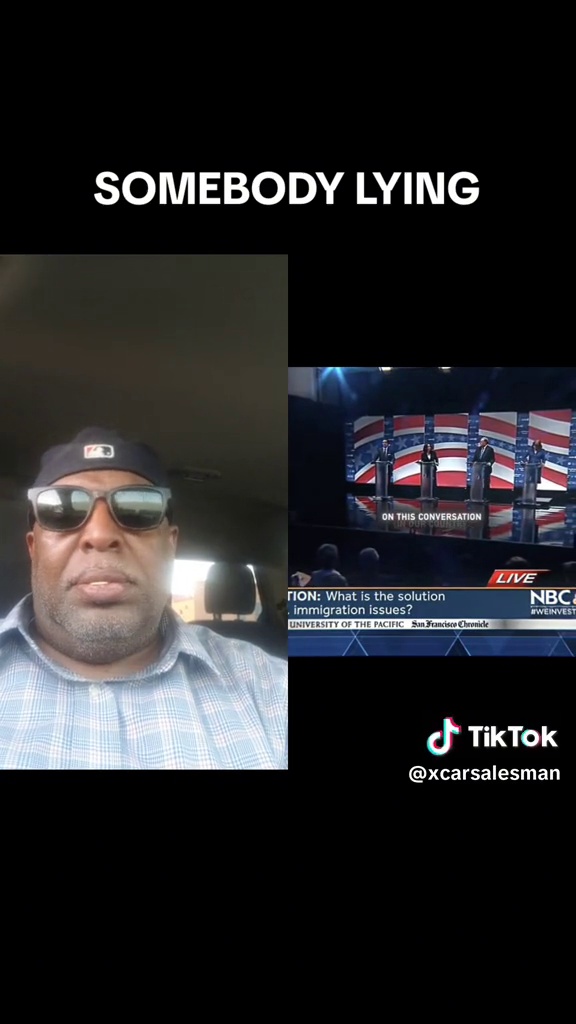 SOMEBODY LYING
ON THIS CONVERSATION
LIVE
TION: What is the solution
immigration issues?
NBC
#WEINVEST
UNIVERSITY OF THE PACIFIC San Francisco Chronicle
TikTok
@xcarsalesman